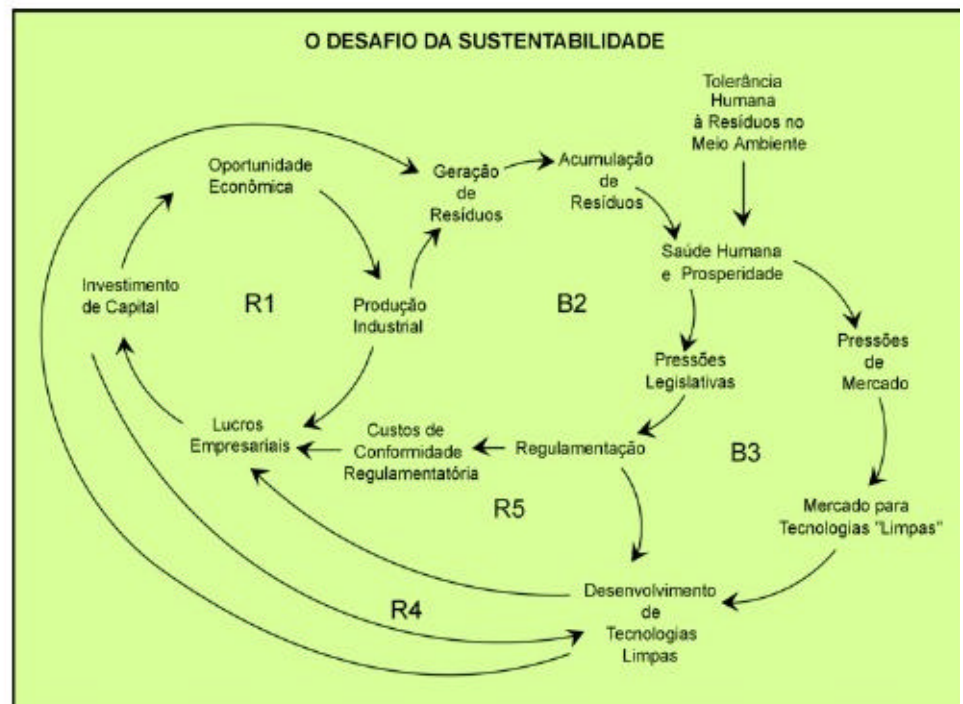 O DESAFIO DA SUSTENTABILIDADE
Tolerância
Humana
à Resíduos no
Meio Ambiente
Oportunidade
Econômica
Geração
de
Resíduos
Acumulação
de
Resíduos
Saúde Humana
e Prosperidade
Investimento
de Capital
R1
Produção
Industrial
B2
Pressões
Legislativas
Pressões
de
Mercado
Lucros
Empresariais
Custos de
Conformidade
Regulamentatória
Regulamentação
B3
R5
Mercado para
Tecnologias "Limpas"
R4
Desenvolvimento
de
Tecnologias
Limpas